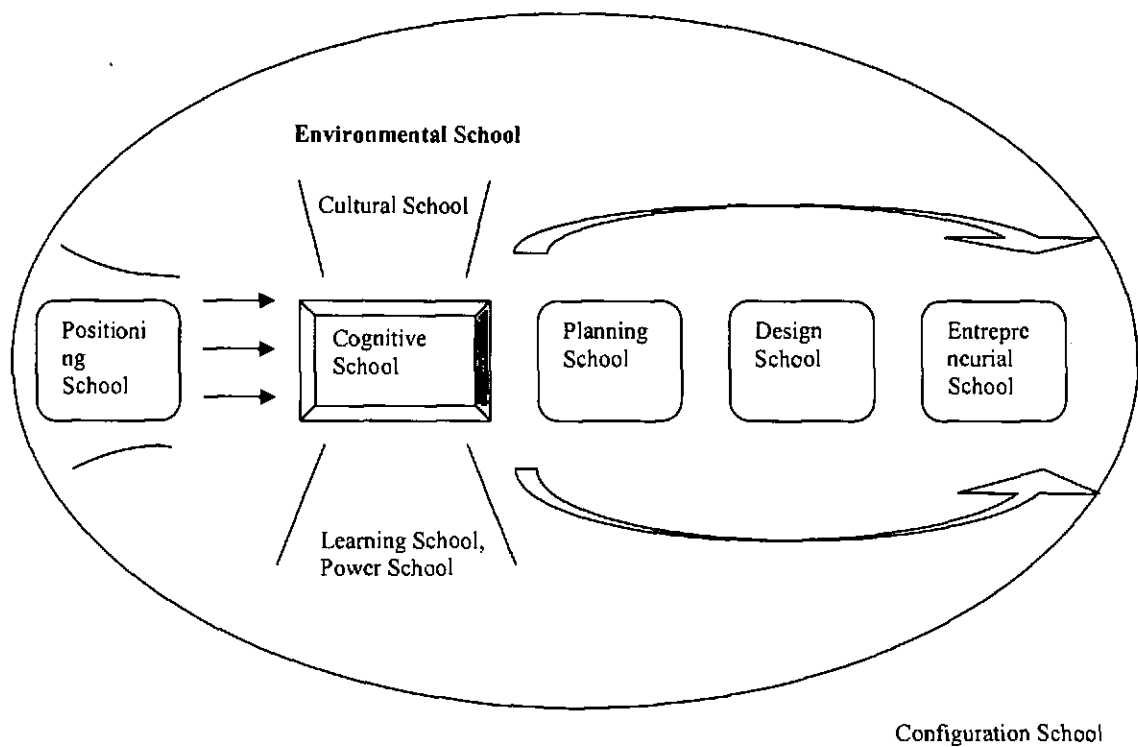 Environmental School
Cultural School
Positioni
ng
School
Cognitive
School
Planning
School
Design
School
Entrepre
neurial
School
Learning School,
Power School
Configuration School